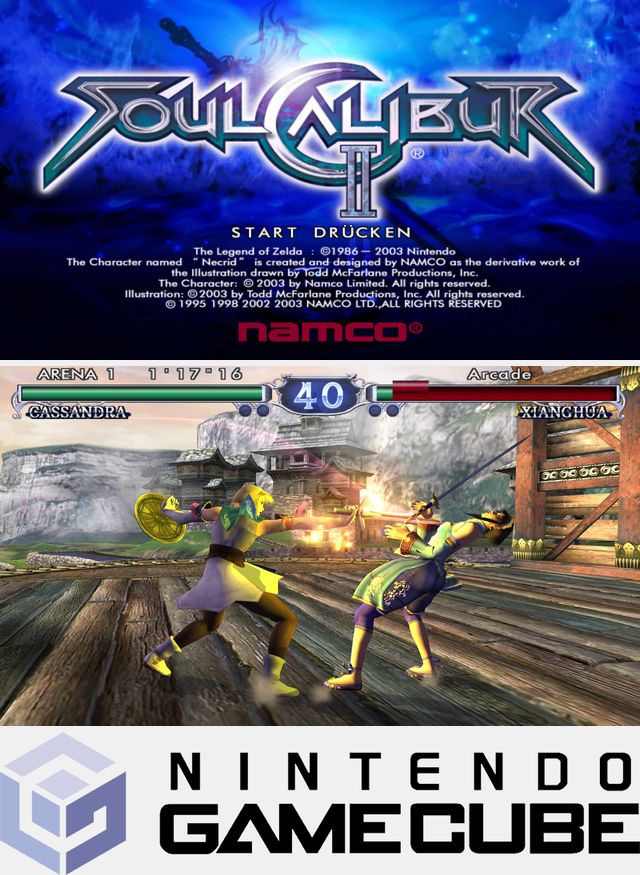 SOULCALIBUR®
II
START DRÜCKEN
The Legend of Zelda : ©1986 — 2003 Nintendo
The Character named “ Necrid ” is created and designed by NAMCO as the derivative work of
the Illustration drawn by Todd McFarlane Productions, Inc.
The Character: © 2003 by Namco Limited. All rights reserved.
Illustration: ©2003 by Todd McFarlane Productions, Inc. All rights reserved.
© 1995 1998 2002 2003 NAMCO LTD.,ALL RIGHTS RESERVED
namco®
ARENA 1 1'17"16 Arcade
40
CASSANDRA XIANGHUA
NINTENDO
GAMECUBE